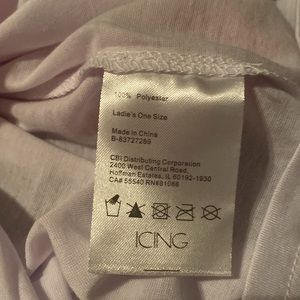 100% Polyester
Ladie's One Size
Made in China
B-83727289
CBI Distributing Corporation
2400 West Central Road,
Hoffman Estates, IL 60192-1930
CA# 55540 RN#81068
ICING